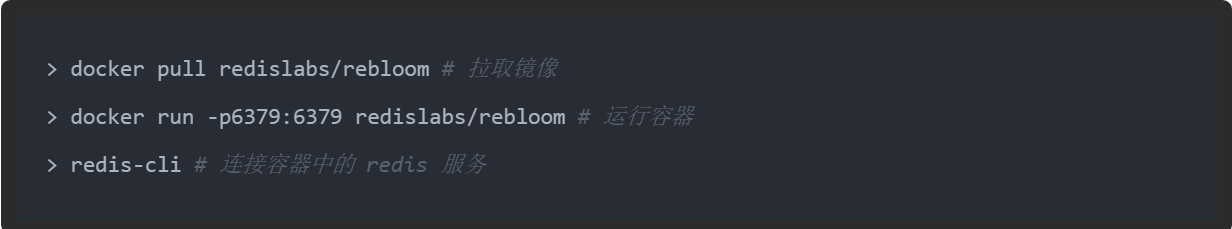 > docker pull redislabs/rebloom # 拉取镜像
> docker run -p6379:6379 redislabs/rebloom # 运行容器
> redis-cli # 连接容器中的 redis 服务